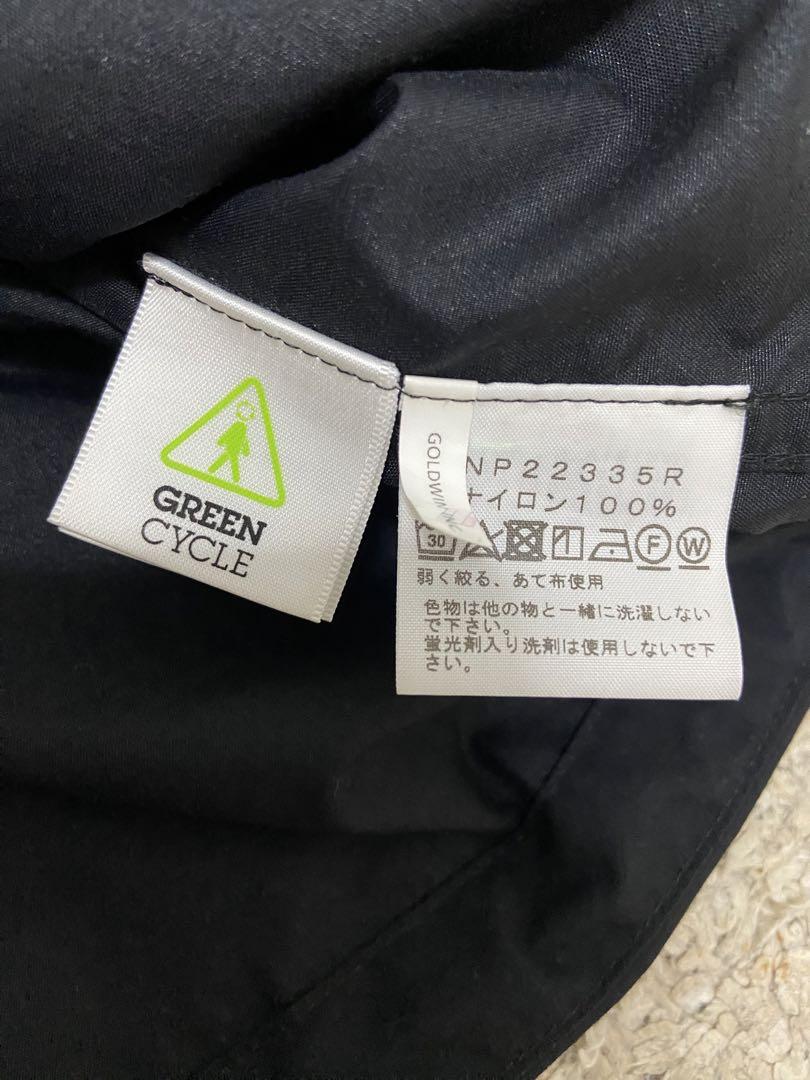 GREEN
CYCLE
GOLDWIN INC.
NP22335R
ナイロン100%
30
F
W
弱く絞る、あて布使用
色物は他の物と一緒に洗濯しない
で下さい。
蛍光剤入り洗剤は使用しないで下
さい。